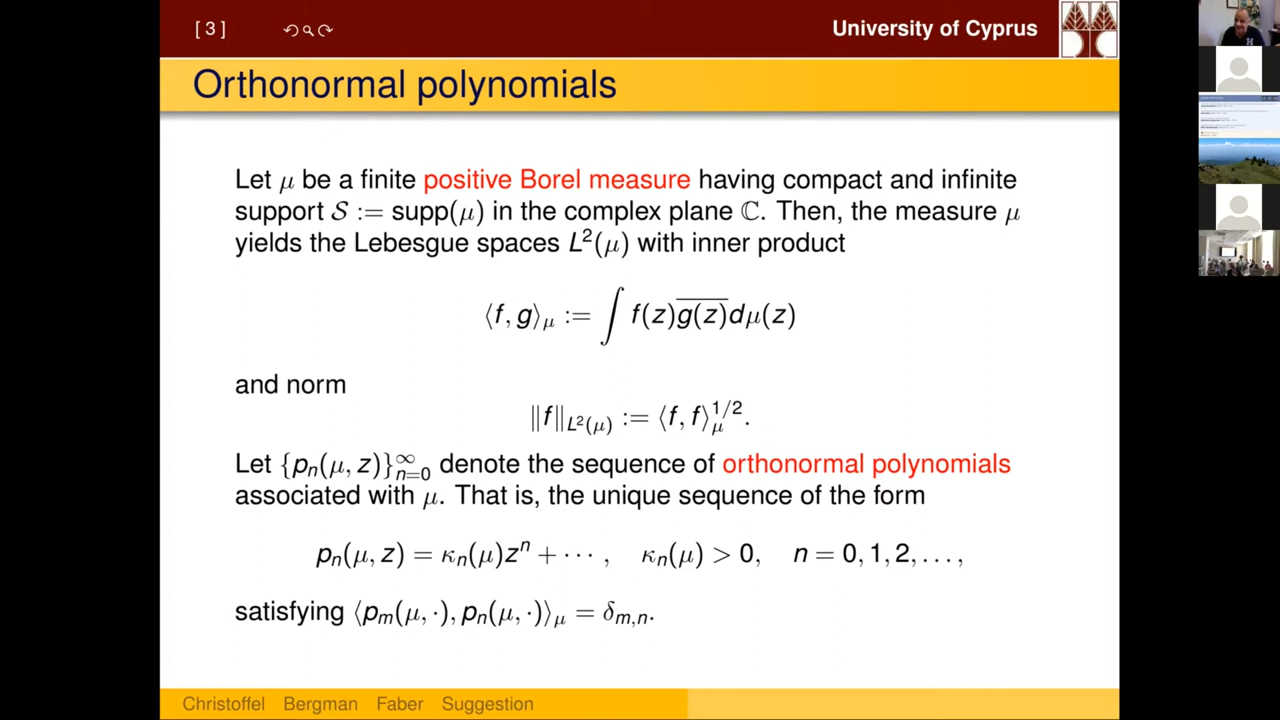 [ 3 ]
University of Cyprus
Orthonormal polynomials
Let μ be a finite positive Borel measure having compact and infinite
support 𝒮 := supp(μ) in the complex plane ℂ. Then, the measure μ
yields the Lebesgue spaces L²(μ) with inner product
⟨f, g⟩_μ := ∫ f(z)\overline{g(z)}dμ(z)
and norm
‖f‖_{L²(μ)} := ⟨f, f⟩_μ^{1/2}.
Let {p_n(μ, z)}_{n=0}^∞ denote the sequence of orthonormal polynomials
associated with μ. That is, the unique sequence of the form
p_n(μ, z) = κ_n(μ)z^n + ⋯ , κ_n(μ) > 0, n = 0, 1, 2, . . . ,
satisfying ⟨p_m(μ, ·), p_n(μ, ·)⟩_μ = δ_{m,n}.
Christoffel Bergman Faber Suggestion